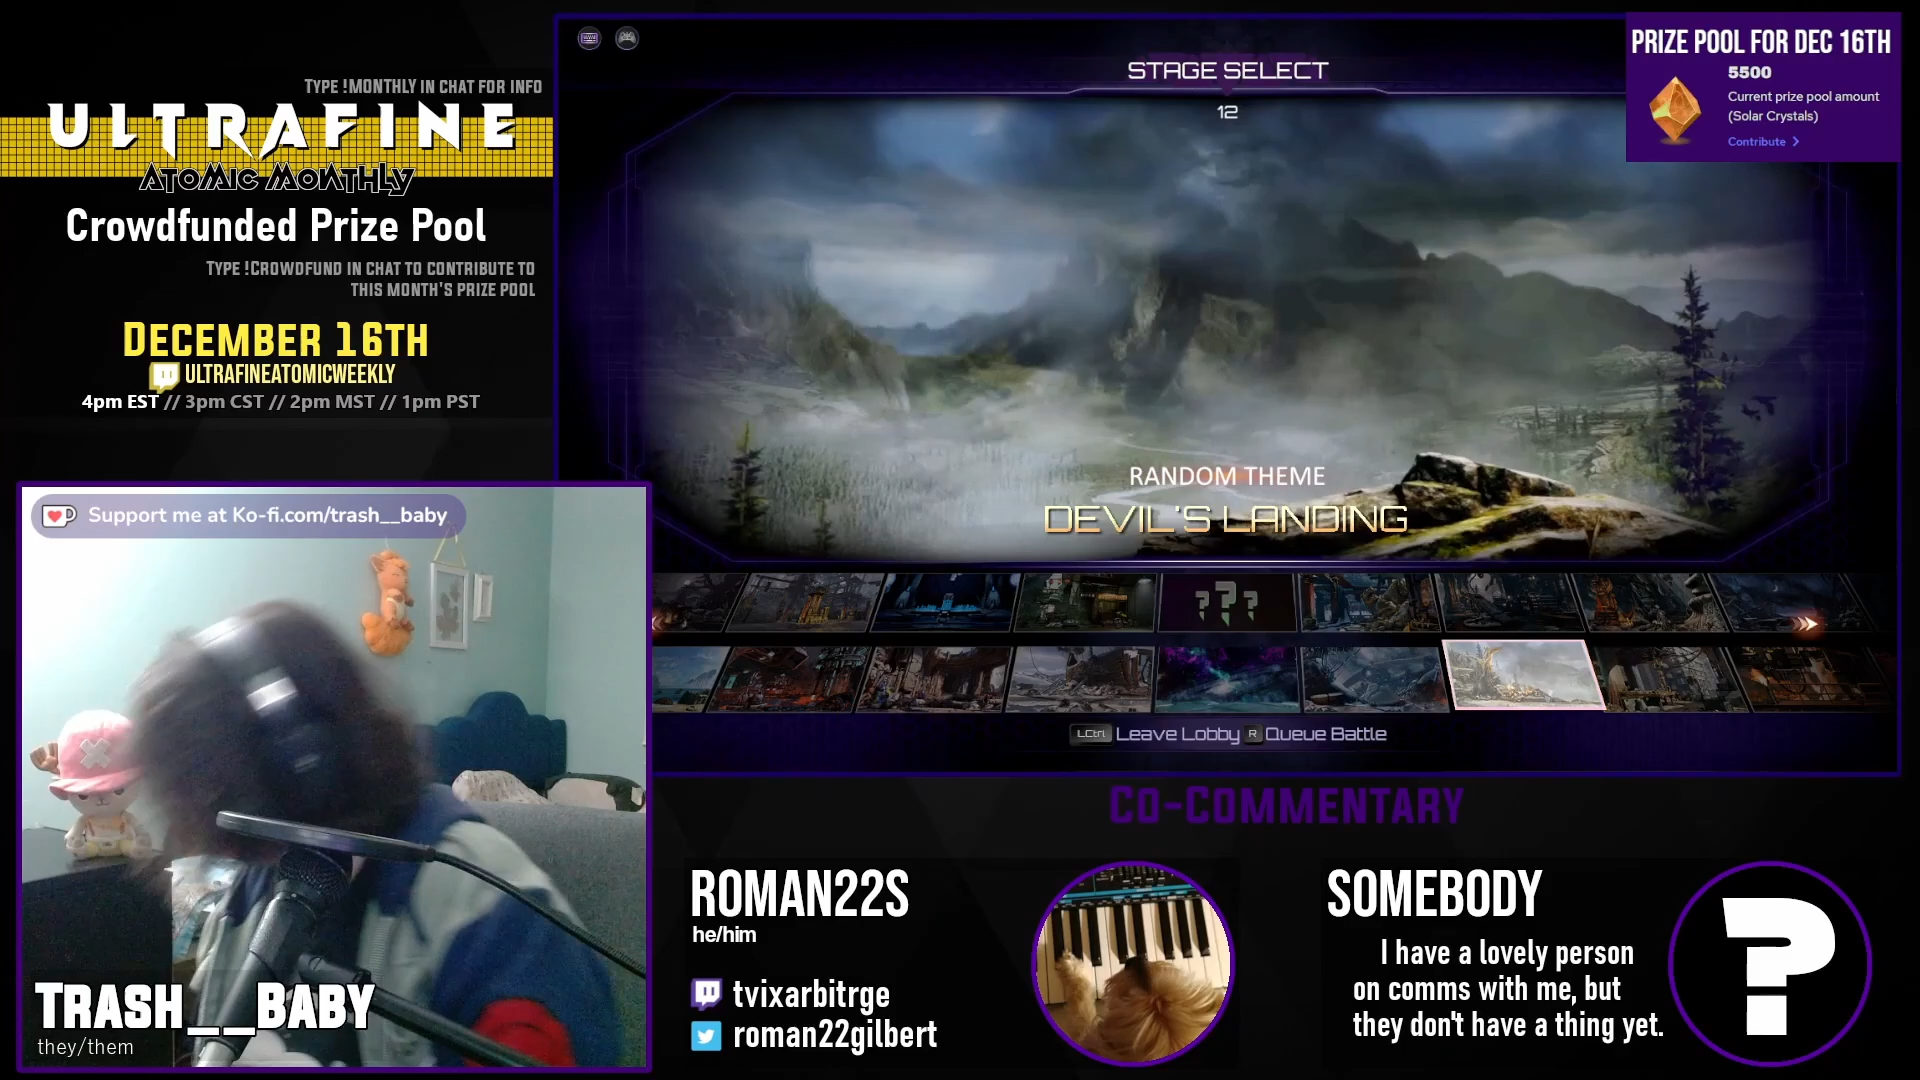 Type !Monthly in chat for info
ULTRAFINE
Atomic Monthly
Crowdfunded Prize Pool
Type !Crowdfund in chat to contribute to
this month's prize pool
December 16th
ULTRAFINEATOMICWEEKLY
4pm EST // 3pm CST // 2pm MST // 1pm PST
STAGE SELECT
12
RANDOM THEME
DEVIL'S LANDING
???
LCtrl Leave Lobby R Queue Battle
PRIZE POOL FOR DEC 16TH
5500
Current prize pool amount
(Solar Crystals)
Contribute >
Support me at Ko-fi.com/trash__baby
Trash__Baby
they/them
Co-Commentary
ROMAN22S
he/him
tvixarbitrge
roman22gilbert
SOMEBODY
I have a lovely person
on comms with me, but
they don't have a thing yet.
?